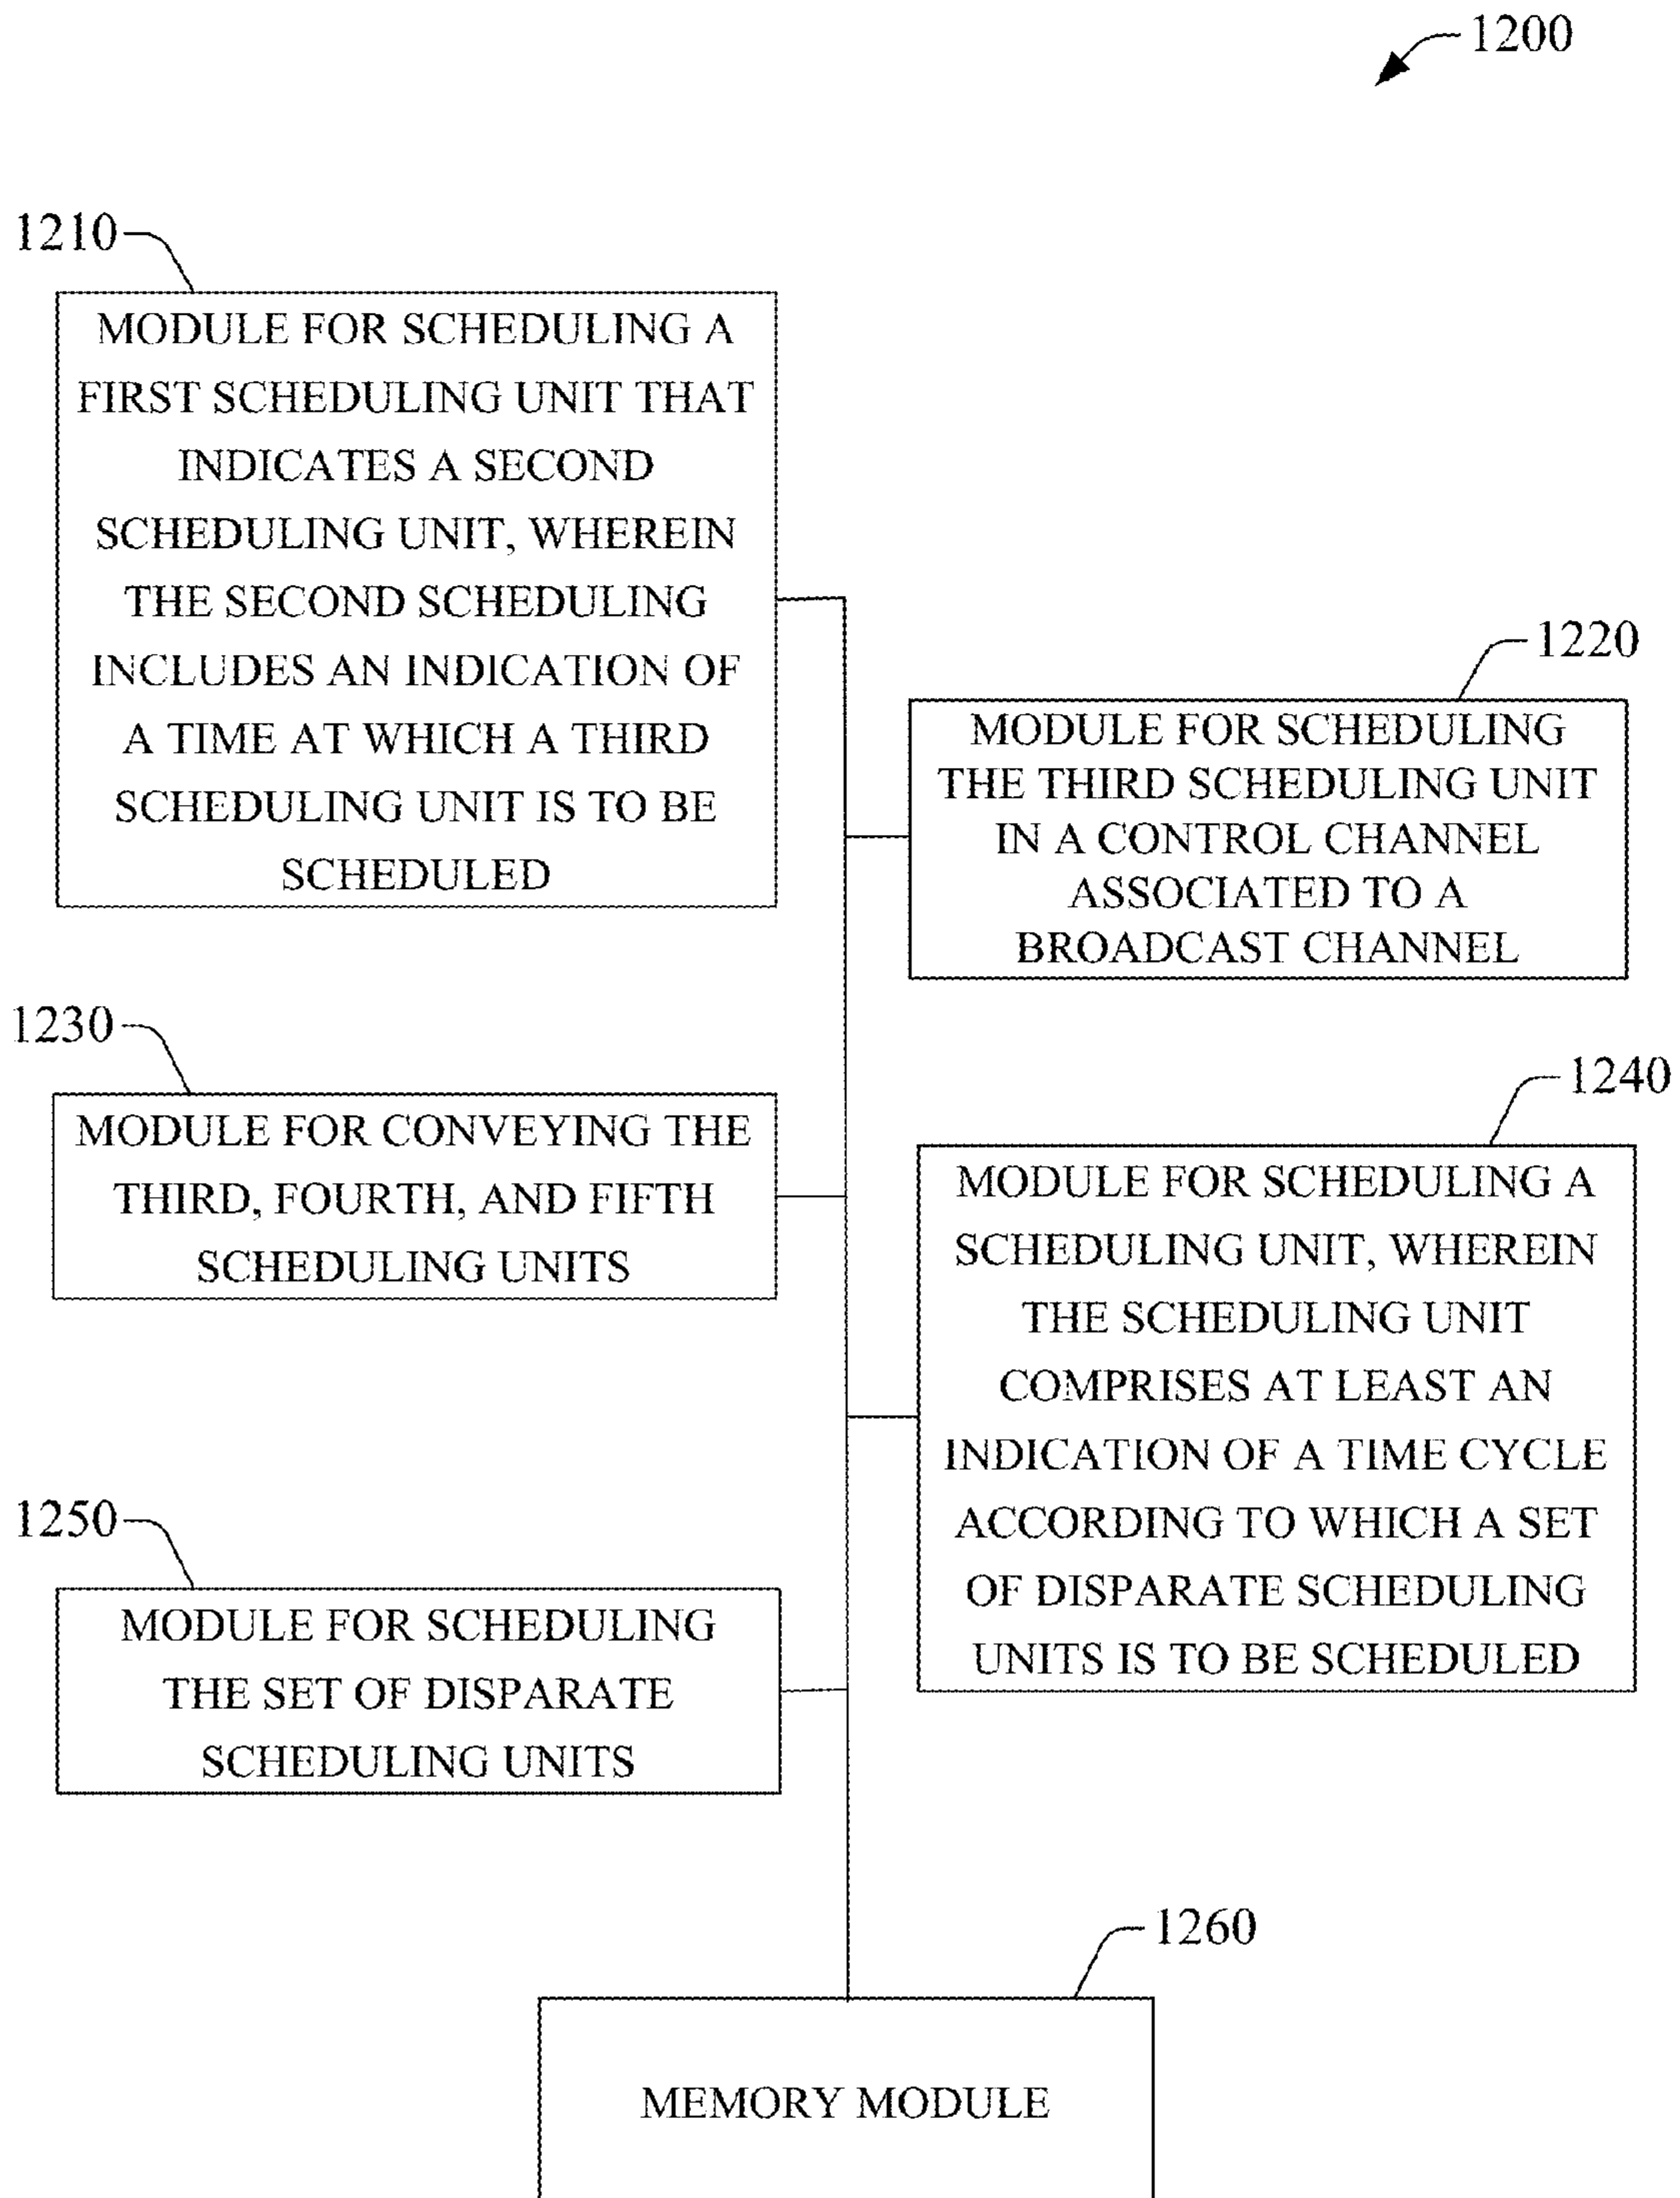 1200
1210
MODULE FOR SCHEDULING A
FIRST SCHEDULING UNIT THAT
INDICATES A SECOND
SCHEDULING UNIT, WHEREIN
THE SECOND SCHEDULING
INCLUDES AN INDICATION OF
A TIME AT WHICH A THIRD
SCHEDULING UNIT IS TO BE
SCHEDULED
1220
MODULE FOR SCHEDULING
THE THIRD SCHEDULING UNIT
IN A CONTROL CHANNEL
ASSOCIATED TO A
BROADCAST CHANNEL
1230
MODULE FOR CONVEYING THE
THIRD, FOURTH, AND FIFTH
SCHEDULING UNITS
1240
MODULE FOR SCHEDULING A
SCHEDULING UNIT, WHEREIN
THE SCHEDULING UNIT
COMPRISES AT LEAST AN
INDICATION OF A TIME CYCLE
ACCORDING TO WHICH A SET
OF DISPARATE SCHEDULING
UNITS IS TO BE SCHEDULED
1250
MODULE FOR SCHEDULING
THE SET OF DISPARATE
SCHEDULING UNITS
1260
MEMORY MODULE